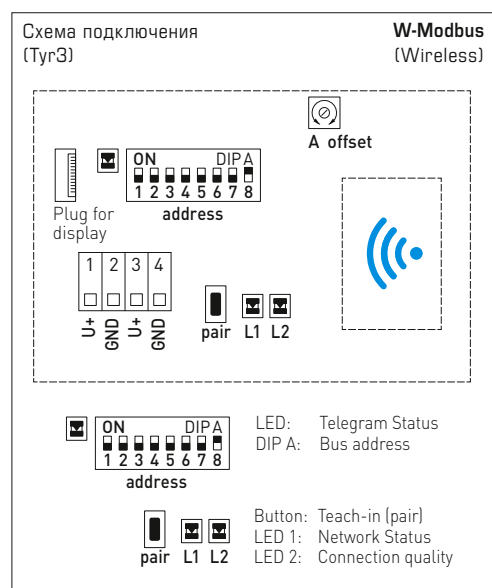 Схема подключения
(Tyr3)
W-Modbus
(Wireless)
A offset
ON DIP A
1 2 3 4 5 6 7 8
address
Plug for
display
1 2 3 4
U+ GND U+ GND
pair L1 L2
ON DIP A
1 2 3 4 5 6 7 8
address
LED: Telegram Status
DIP A: Bus address
pair L1 L2
Button: Teach-in (pair)
LED 1: Network Status
LED 2: Connection quality